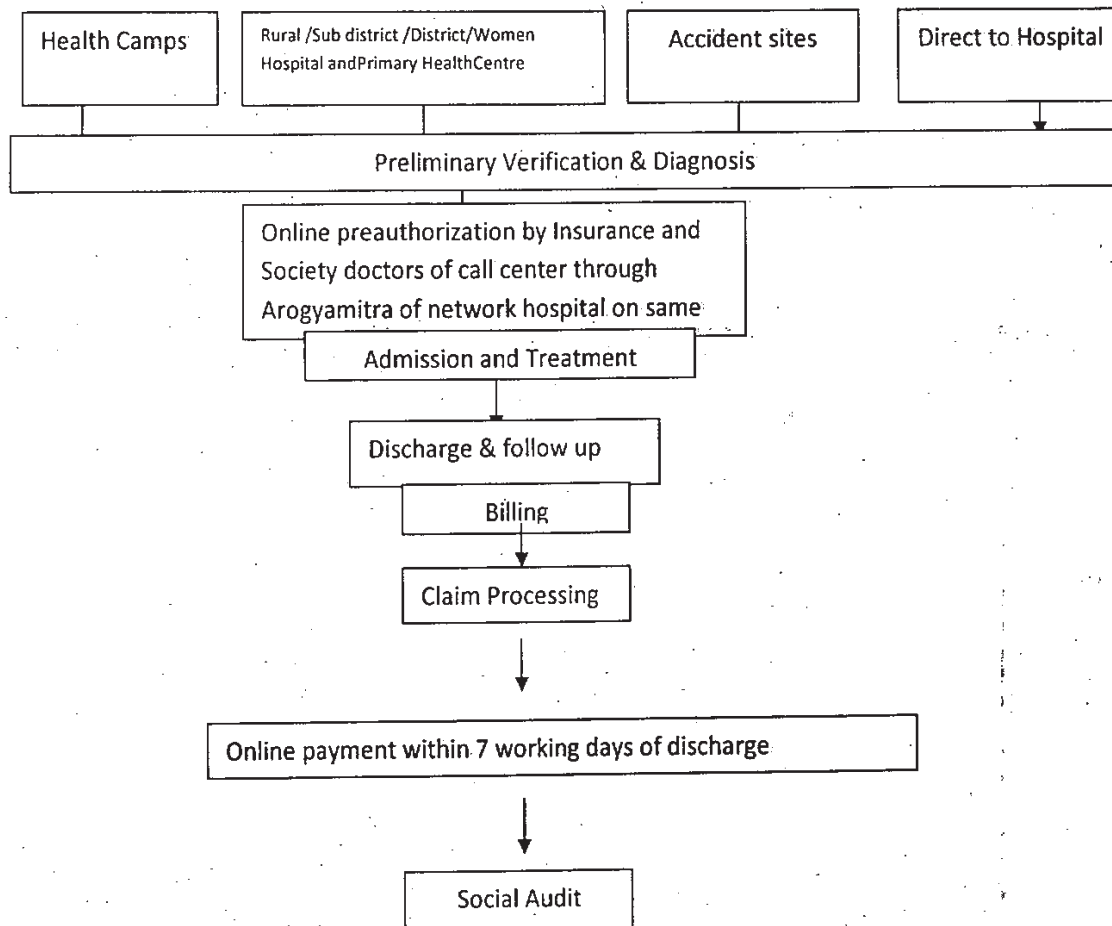 Health Camps
Rural /Sub district /District/Women
Hospital andPrimary HealthCentre
Accident sites
Direct to Hospital
Preliminary Verification & Diagnosis
Online preauthorization by Insurance and
Society doctors of call center through
Arogyamitra of network hospital on same
Admission and Treatment
Discharge & follow up
Billing
Claim Processing
Online payment within 7 working days of discharge
Social Audit